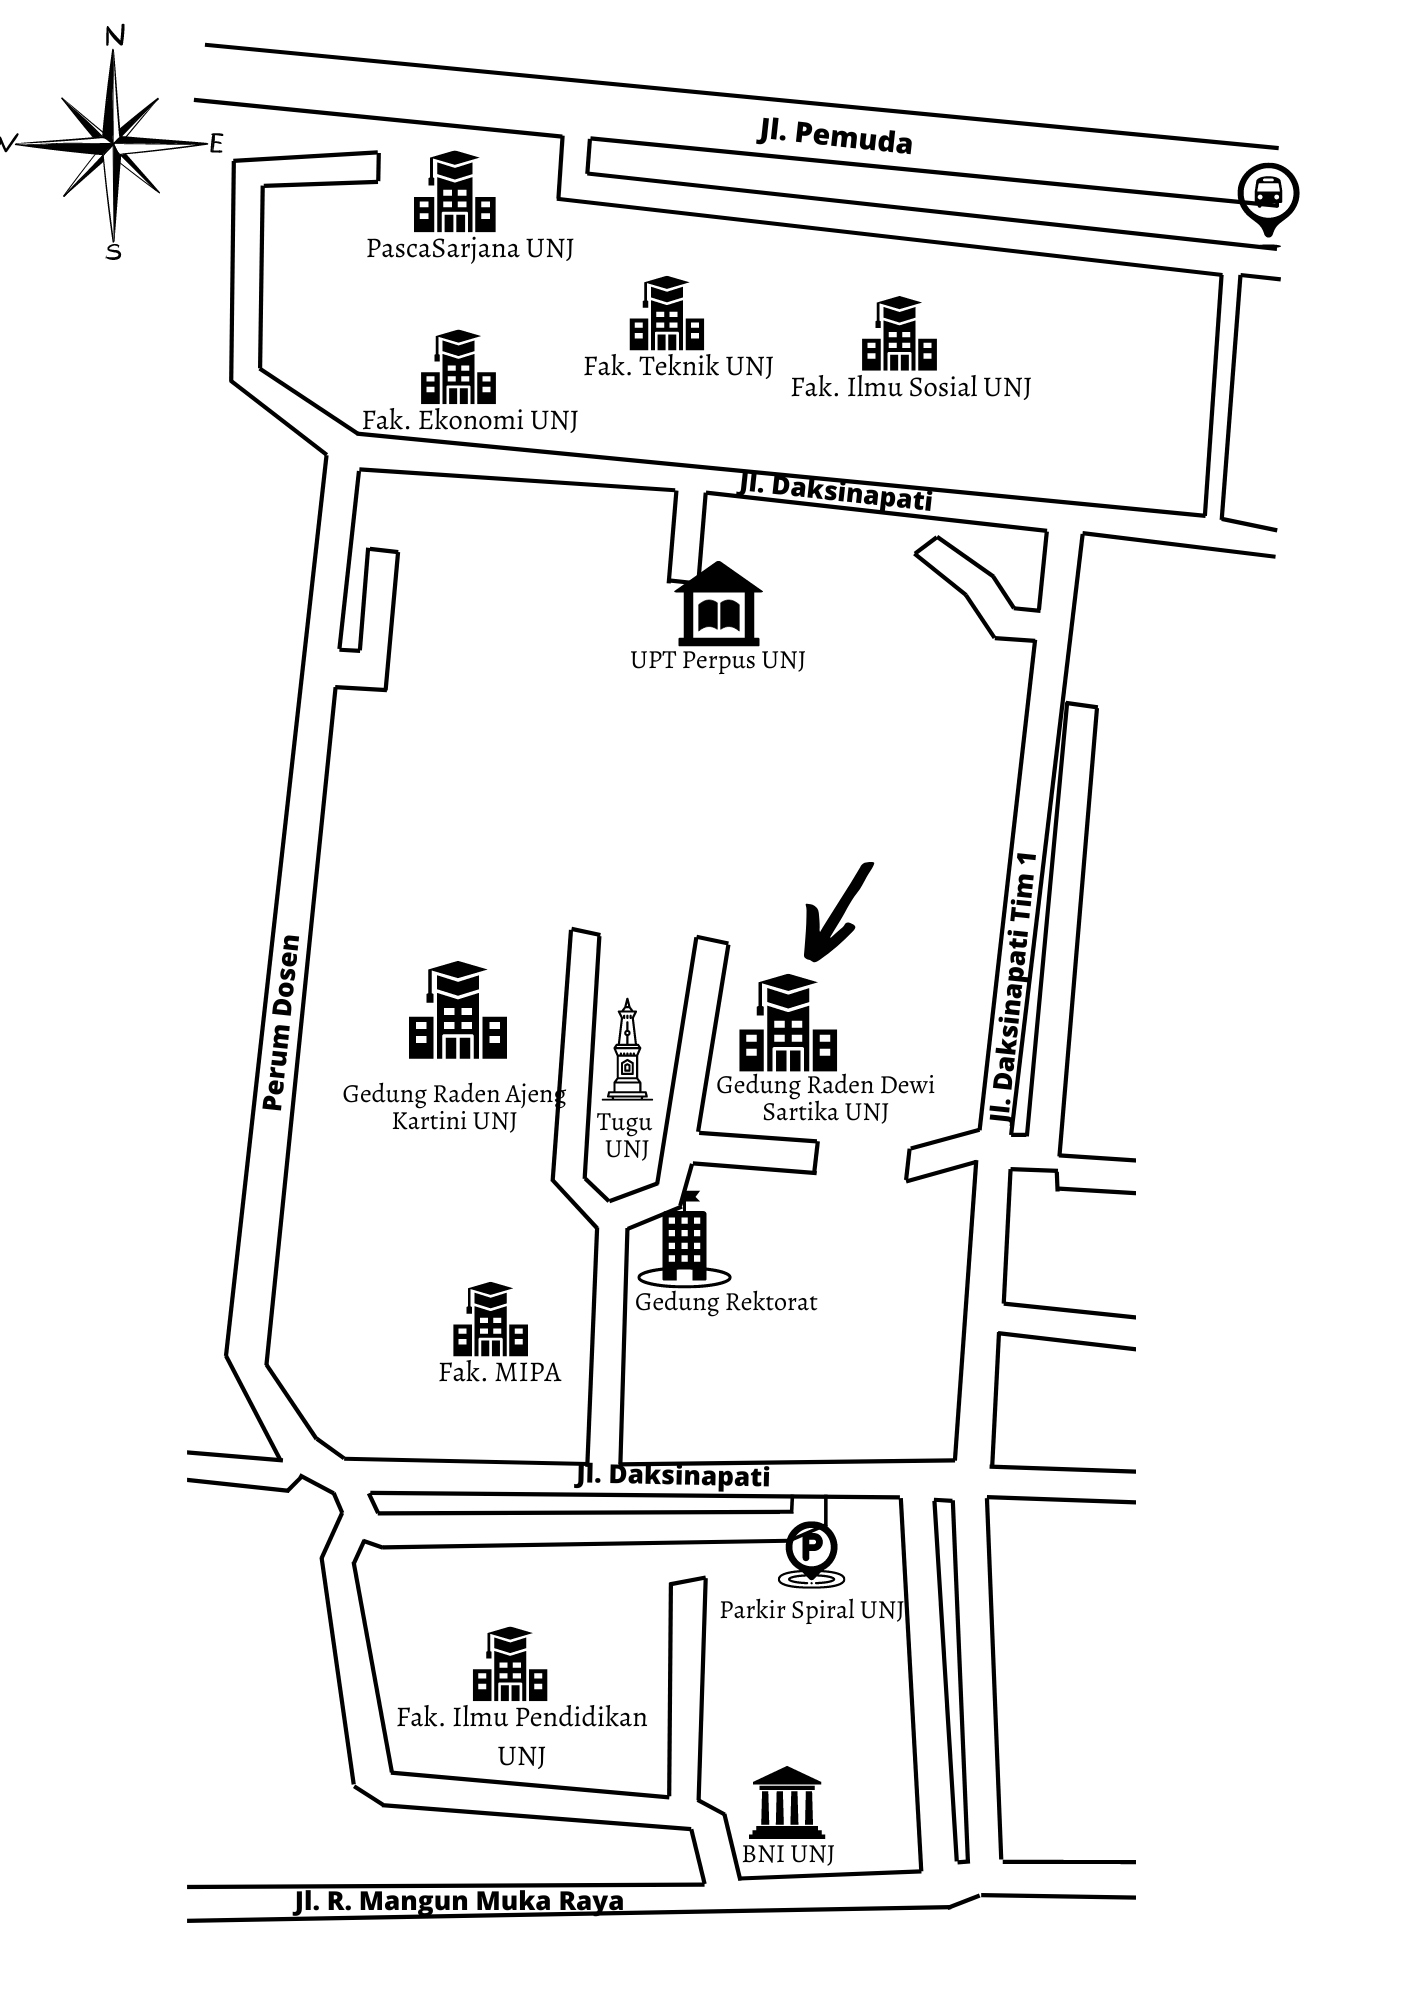 N
E
S
Jl. Pemuda
PascaSarjana UNJ
Fak. Teknik UNJ
Fak. Ilmu Sosial UNJ
Fak. Ekonomi UNJ
Jl. Daksinapati
UPT Perpus UNJ
Jl. Daksinapati Tim 1
Perum Dosen
Gedung Raden Ajeng
Kartini UNJ
Tugu
UNJ
Gedung Raden Dewi
Sartika UNJ
Gedung Rektorat
Fak. MIPA
Jl. Daksinapati
P
Parkir Spiral UNJ
Fak. Ilmu Pendidikan
UNJ
BNI UNJ
Jl. R. Mangun Muka Raya